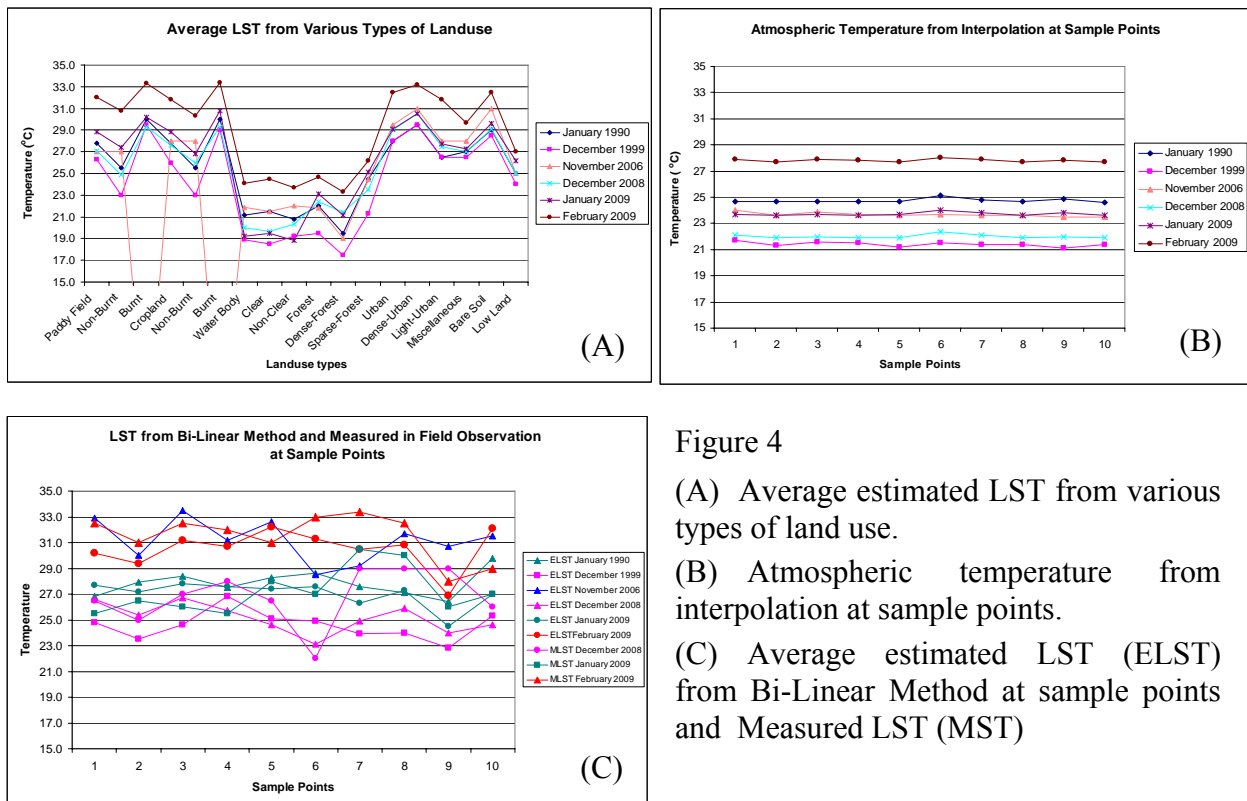 Average LST from Various Types of Landuse
Temperature (°C)
35.0
33.0
31.0
29.0
27.0
25.0
23.0
21.0
19.0
17.0
15.0
Paddy Field
Non-Burnt
Burnt
Cropland
Non-Burnt
Burnt
Water Body
Clear
Non-Clear
Forest
Dense-Forest
Sparse-Forest
Urban
Dense-Urban
Light-Urban
Miscellaneous
Bare Soil
Low Land
Landuse types
January 1990
December 1999
November 2006
December 2008
January 2009
February 2009
(A)
Atmospheric Temperature from Interpolation at Sample Points
Temperature ( °C)
35
33
31
29
27
25
23
21
19
17
15
1 2 3 4 5 6 7 8 9 10
Sample Points
January 1990
December 1999
November 2006
December 2008
January 2009
February 2009
(B)
LST from Bi-Linear Method and Measured in Field Observation
at Sample Points
Temperature
35.0
33.0
31.0
29.0
27.0
25.0
23.0
21.0
19.0
17.0
15.0
1 2 3 4 5 6 7 8 9 10
Sample Points
ELST January 1990
ELST December 1999
ELST November 2006
ELST December 2008
ELST January 2009
ELSTFebruary 2009
MLST December 2008
MLST January 2009
MLST February 2009
(C)
Figure 4
(A) Average estimated LST from various
types of land use.
(B) Atmospheric temperature from
interpolation at sample points.
(C) Average estimated LST (ELST)
from Bi-Linear Method at sample points
and Measured LST (MST)